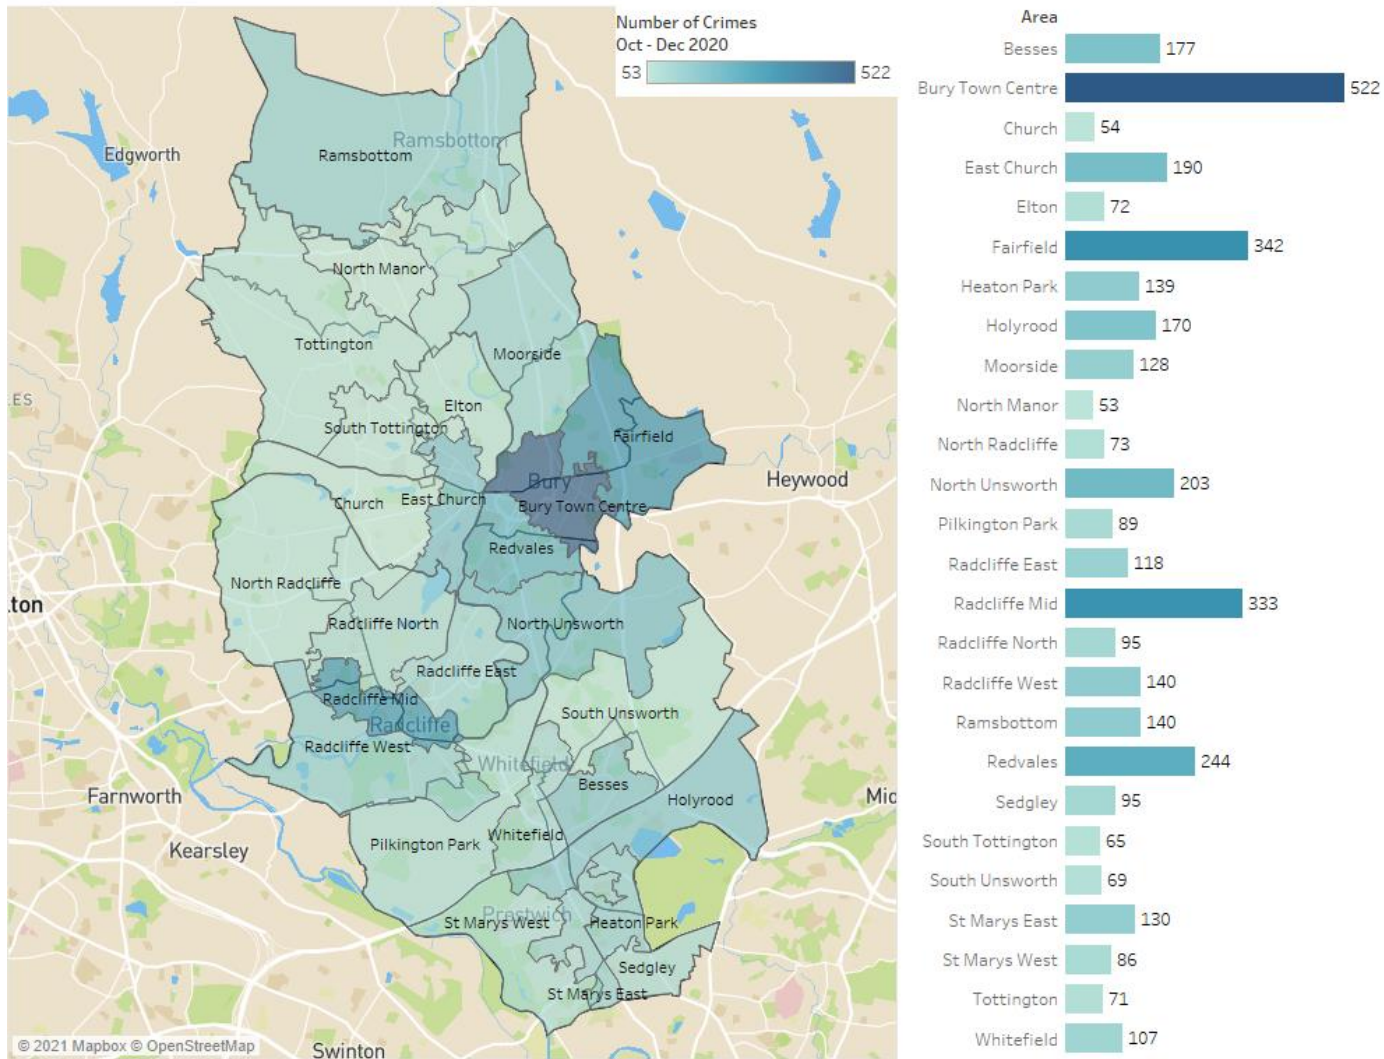 Number of Crimes
Oct - Dec 2020
53
522
Ramsbottom
Ramsbottom
Edgworth
North Manor
Tottington
Moorside
Elton
South Tottington
Fairfield
Heywood
Bury
East Church
Church
Bury Town Centre
Redvales
North Radcliffe
Radcliffe North
North Unsworth
Radcliffe East
Radcliffe Mid
Radcliffe
South Unsworth
Radcliffe West
Whitefield
Besses
Farnworth
Holyrood
Mic
Whitefield
Pilkington Park
Kearsley
Prestwich
St Marys West
Heaton Park
Sedgley
St Marys East
Swinton
ES
ton
© 2021 Mapbox © OpenStreetMap
Area
Besses 177
Bury Town Centre 522
Church 54
East Church 190
Elton 72
Fairfield 342
Heaton Park 139
Holyrood 170
Moorside 128
North Manor 53
North Radcliffe 73
North Unsworth 203
Pilkington Park 89
Radcliffe East 118
Radcliffe Mid 333
Radcliffe North 95
Radcliffe West 140
Ramsbottom 140
Redvales 244
Sedgley 95
South Tottington 65
South Unsworth 69
St Marys East 130
St Marys West 86
Tottington 71
Whitefield 107